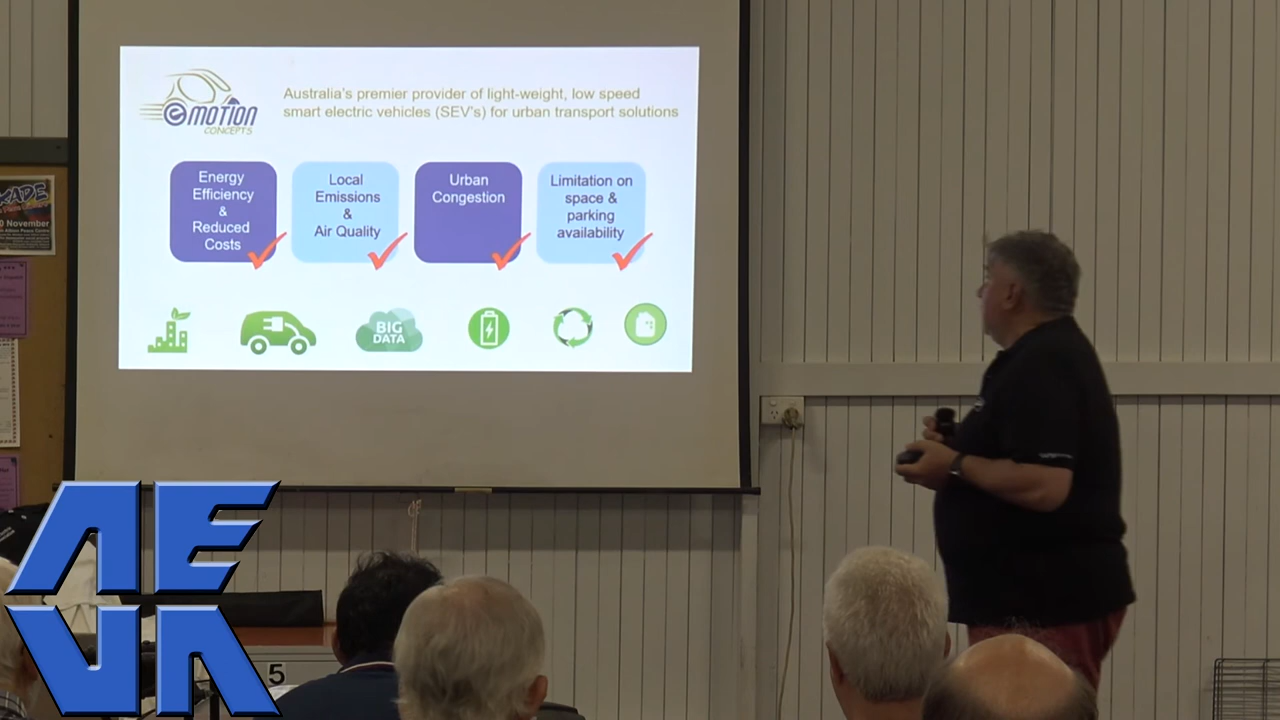 Australia's premier provider of light-weight, low speed
smart electric vehicles (SEV's) for urban transport solutions
eMOTION
CONCEPTS
Energy
Efficiency
&
Reduced
Costs
Local
Emissions
&
Air Quality
Urban
Congestion
Limitation on
space &
parking
availability
BIG
DATA
KADE
November
5
AEVA